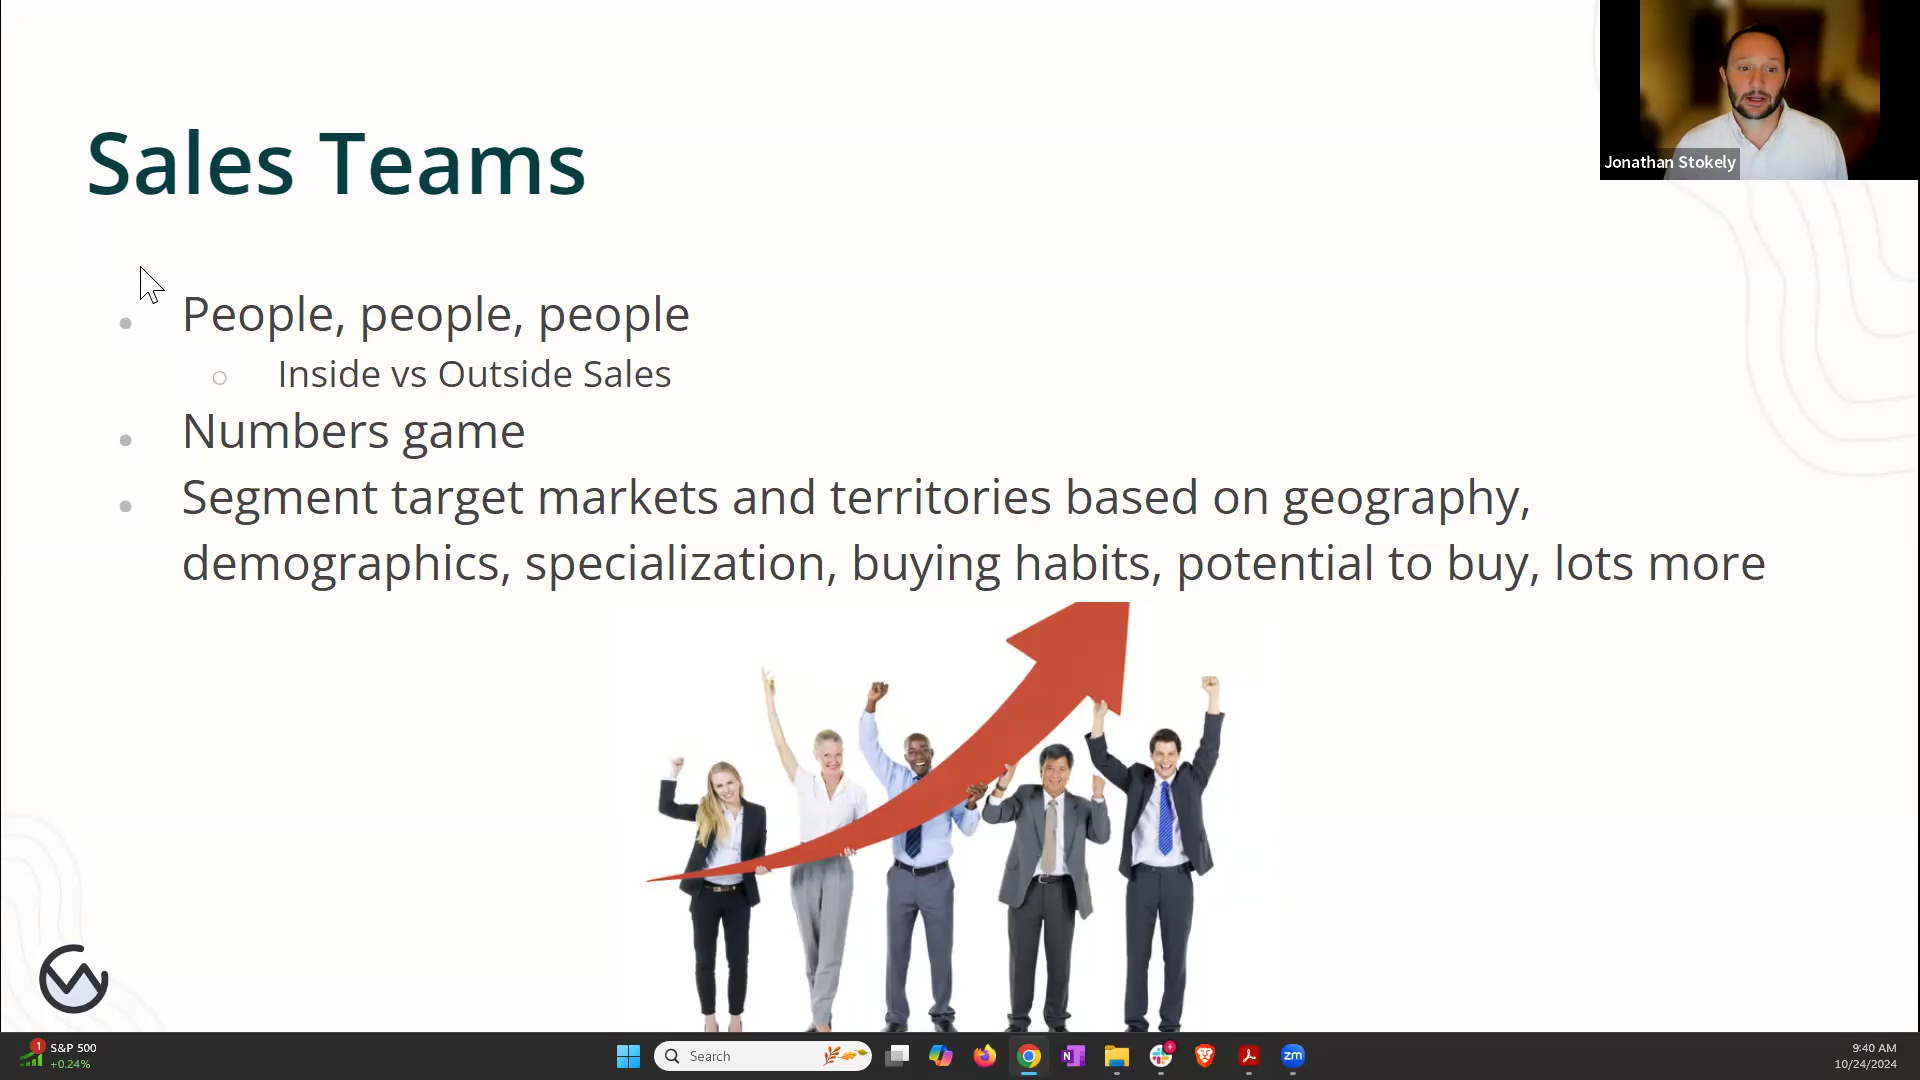 Jonathan Stokely
Sales Teams
People, people, people
Inside vs Outside Sales
Numbers game
Segment target markets and territories based on geography,
demographics, specialization, buying habits, potential to buy, lots more
1
S&P 500
+0.24%
Search
N
zm
9:40 AM
10/24/2024